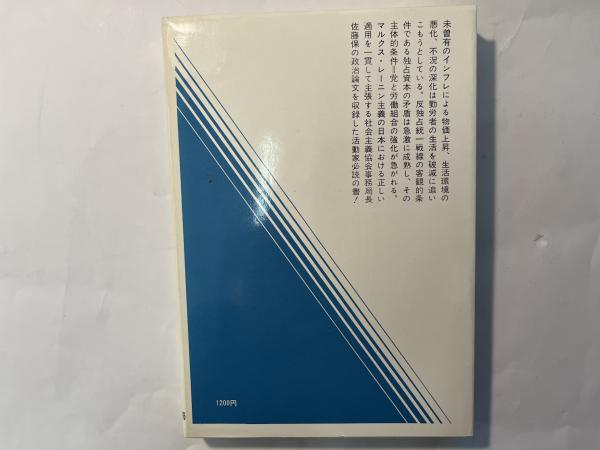 未曽有のインフレによる物価上昇、生活環境の
悪化、不況の深化は勤労者の生活を破滅に追い
こもうとしている。反独占統一戦線の客観的条
件である独占資本の矛盾は急激に成熟し、その
主体的条件＝党と労働組合の強化が急がれる。
マルクス・レーニン主義の日本における正しい
適用を一貫して主張する社会主義協会事務局長
佐藤保の政治論文を収録した活動家必読の書！
1200円